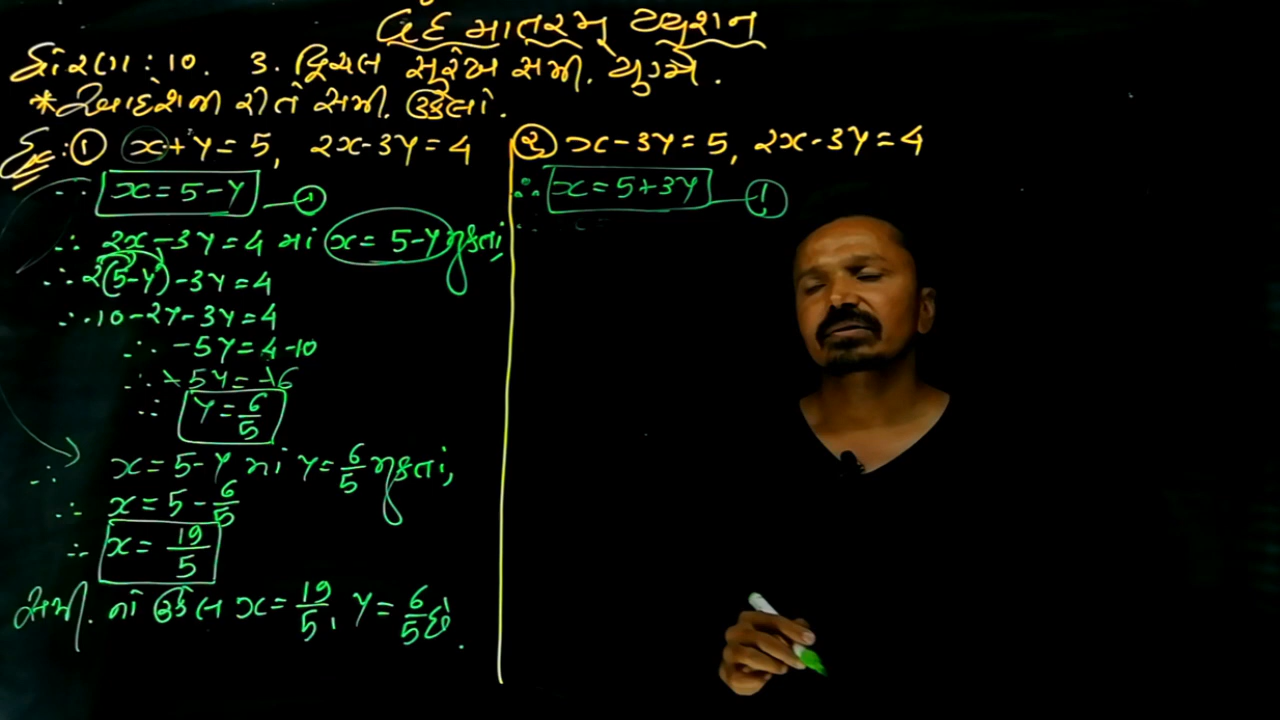 વંદે માતરમ્ ટ્યુશન
ધોરણ : 10. 3. દ્વિચલ સુરેખ સમી. યુગ્મ.
* આદેશની રીતે સમી. ઉકેલો.
① x + y = 5, 2x - 3y = 4
∴ x = 5 - y —①
∴ 2x - 3y = 4 માં x = 5 - y મુકતાં,
∴ 2(5 - y) - 3y = 4
∴ 10 - 2y - 3y = 4
∴ -5y = 4 - 10
∴ -5y = -6
∴ y = 6/5
∴ x = 5 - y માં y = 6/5 મુકતાં,
∴ x = 5 - 6/5
∴ x = 19/5
સમી. નો ઉકેલ x = 19/5, y = 6/5 છે.
② x - 3y = 5, 2x - 3y = 4
∴ x = 5 + 3y —①